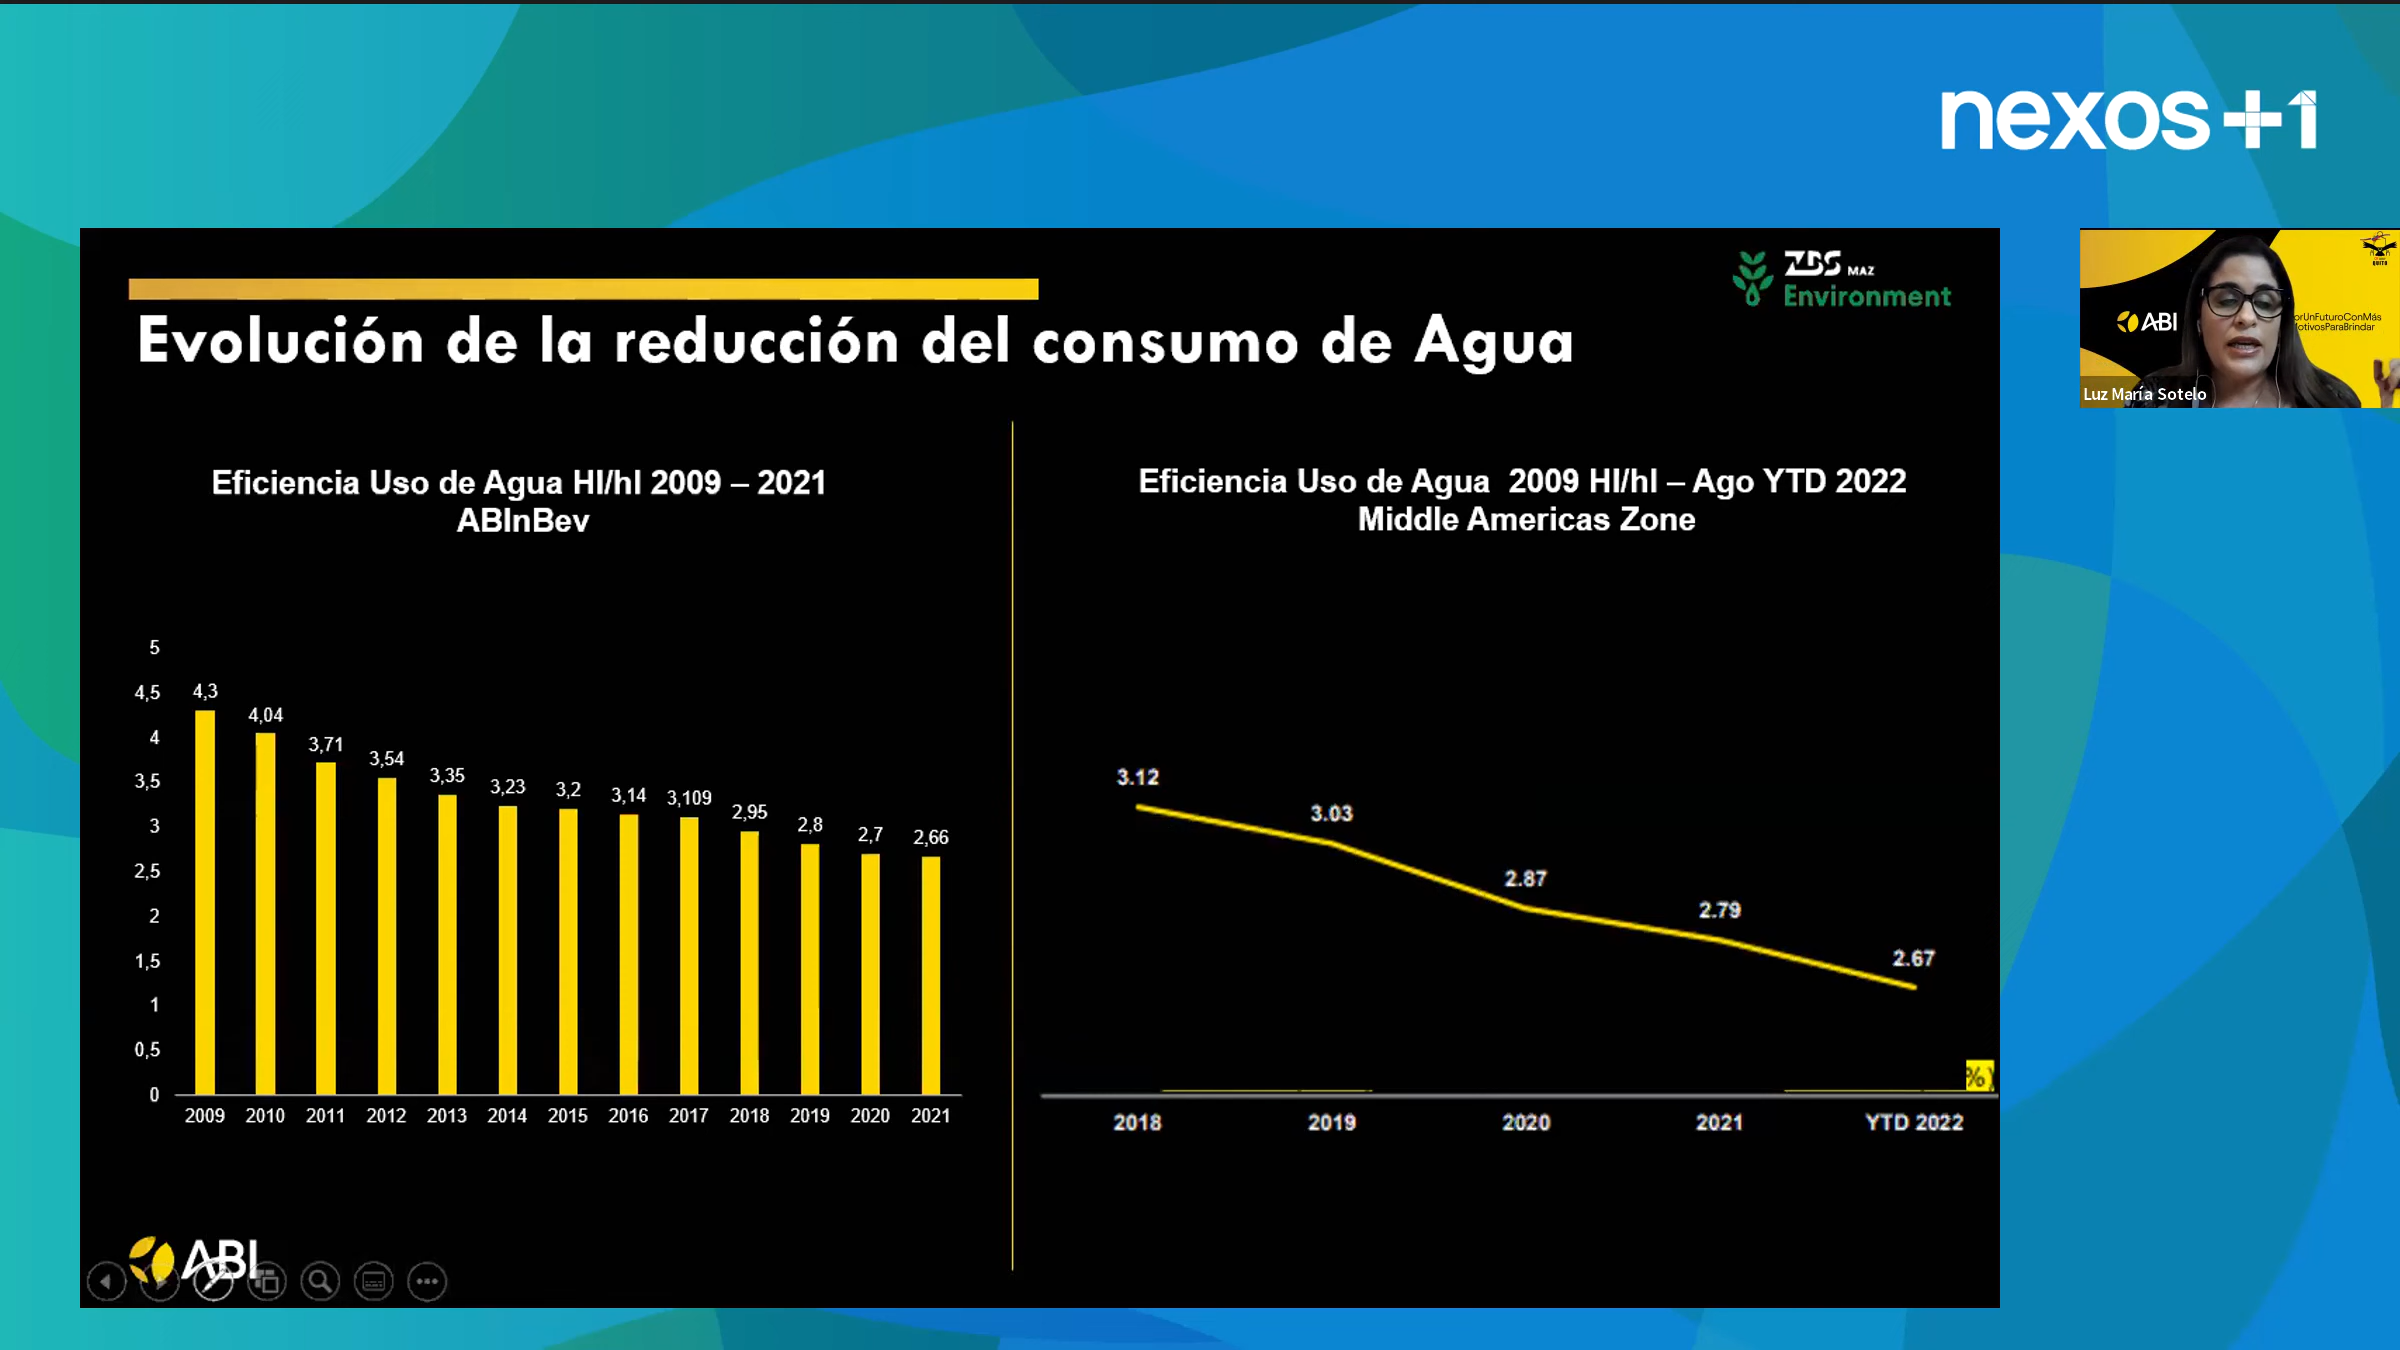 nexos+1
ZBS MAZ
Environment
Evolución de la reducción del consumo de Agua
Eficiencia Uso de Agua Hl/hl 2009 – 2021
ABInBev
5
4,5
4
3,5
3
2,5
2
1,5
1
0,5
0
4,3
4,04
3,71
3,54
3,35
3,23
3,2
3,14
3,109
2,95
2,8
2,7
2,66
2009 2010 2011 2012 2013 2014 2015 2016 2017 2018 2019 2020 2021
Eficiencia Uso de Agua  2009 Hl/hl – Ago YTD 2022
Middle Americas Zone
3.12
3.03
2.87
2.79
2.67
%)
2018 2019 2020 2021 YTD 2022
ABI
ABI
orUnFuturoConMás
MotivosParaBrindar
QUITO
Luz María Sotelo